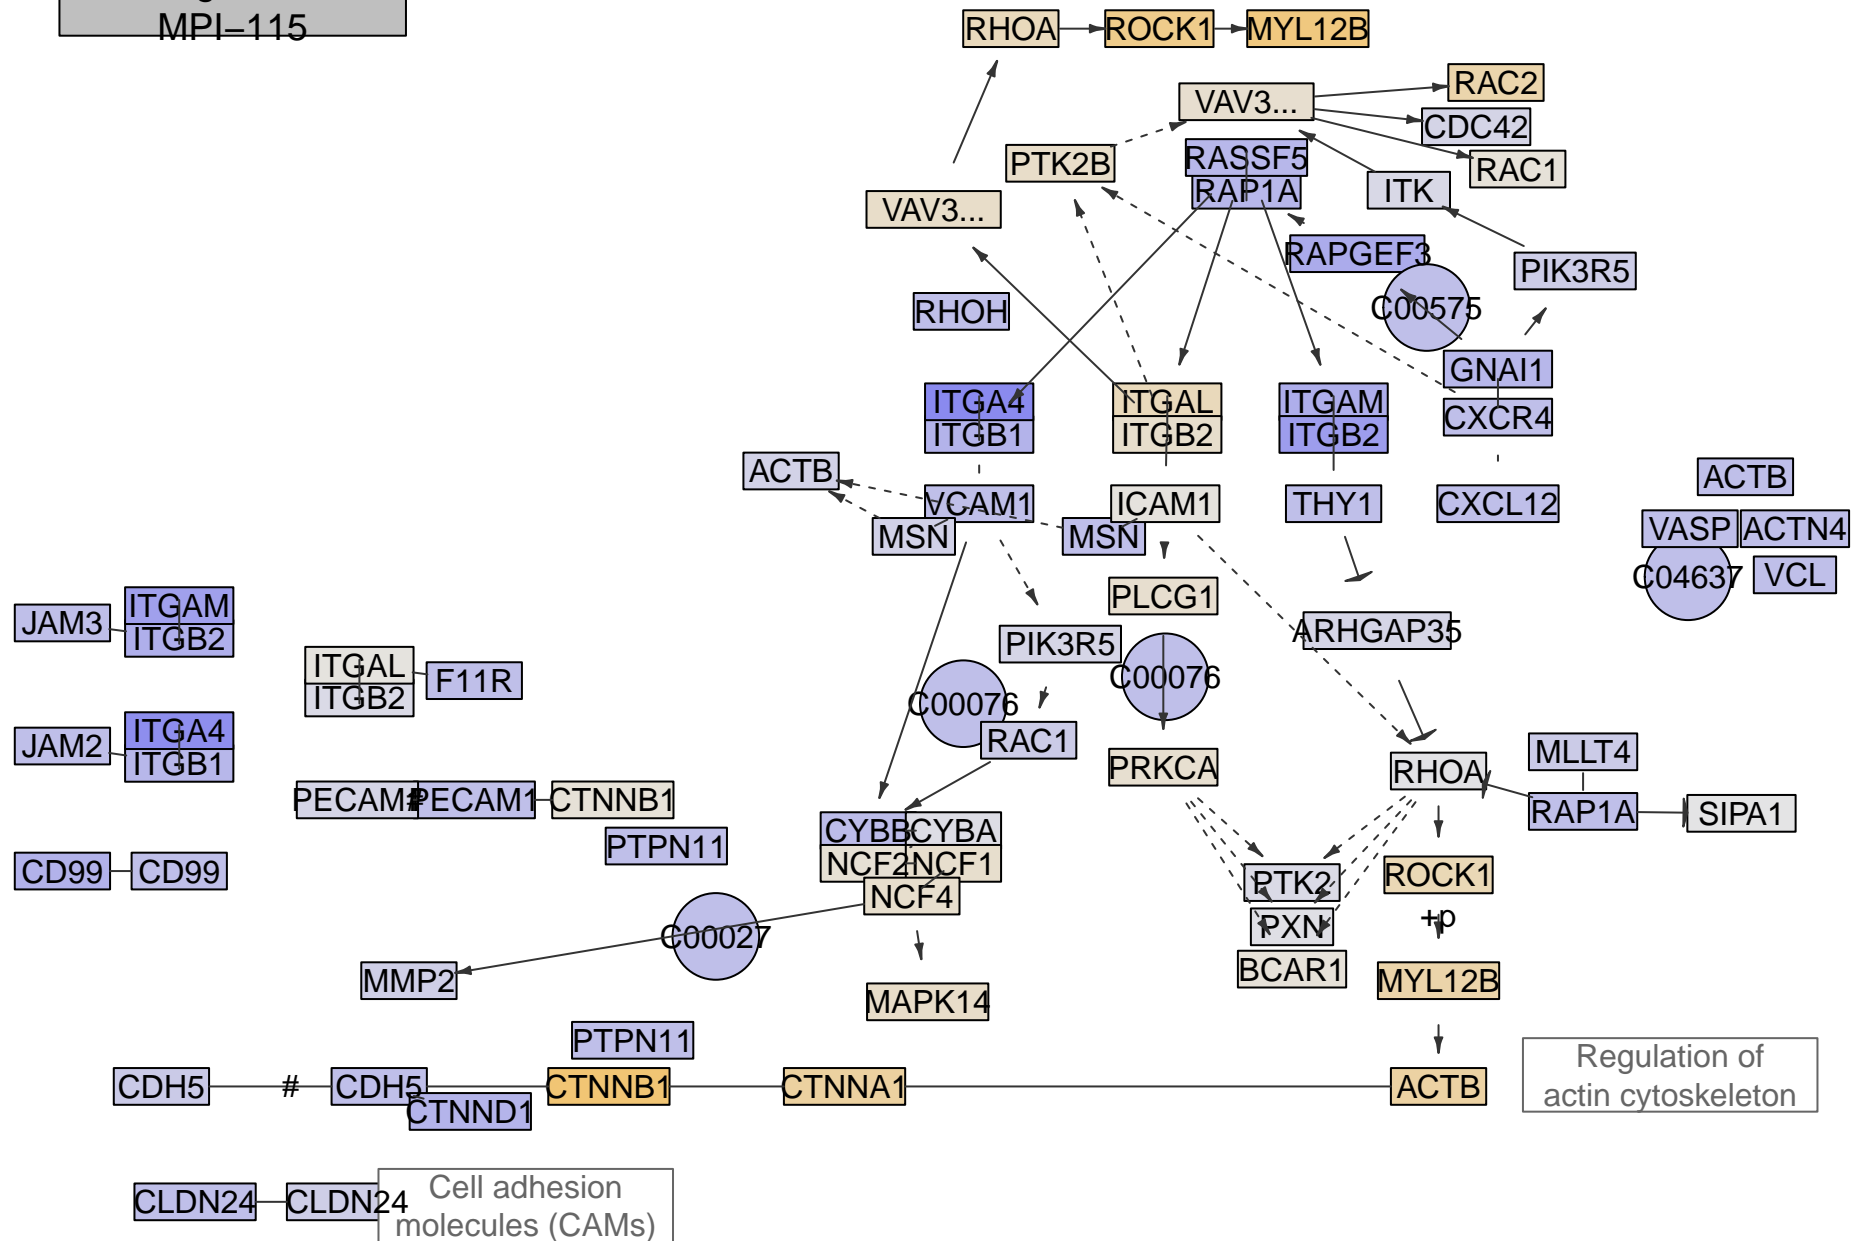 MPI−115
RHOA
ROCK1
MYL12B
RAC2
VAV3...
CDC42
RASSF5
PTK2B
RAC1
RAP1A
ITK
VAV3...
RAPGEF3
PIK3R5
RHOH
C00575
GNAI1
ITGA4
ITGAL
ITGAM
CXCR4
ITGB1
ITGB2
ITGB2
ACTB
ACTB
VCAM1
ICAM1
THY1
CXCL12
MSN
MSN
VASP
ACTN4
C04637
VCL
PLCG1
ITGAM
JAM3
ITGB2
ARHGAP35
PIK3R5
ITGAL
F11R
ITGB2
C00076
C00076
ITGA4
JAM2
ITGB1
RAC1
MLLT4
PRKCA
RHOA
PECAM1
#
PECAM1
CTNNB1
RAP1A
SIPA1
CYBB
CYBA
PTPN11
NCF2
NCF1
CD99
CD99
PTK2
ROCK1
NCF4
+p
C00027
PXN
BCAR1
MMP2
MYL12B
MAPK14
PTPN11
Regulation of
actin cytoskeleton
CDH5
#
CDH5
CTNNB1
CTNNA1
ACTB
CTNND1
CLDN24
CLDN24
Cell adhesion
molecules (CAMs)